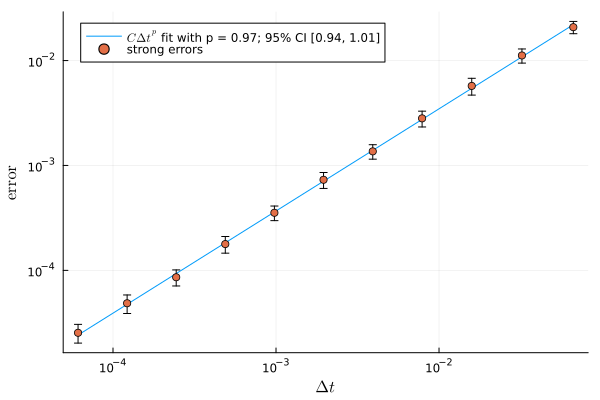 CΔtᵖ fit with p = 0.97; 95% CI [0.94, 1.01]
strong errors
error
10⁻²
10⁻³
10⁻⁴
10⁻⁴ 10⁻³ 10⁻²
Δt